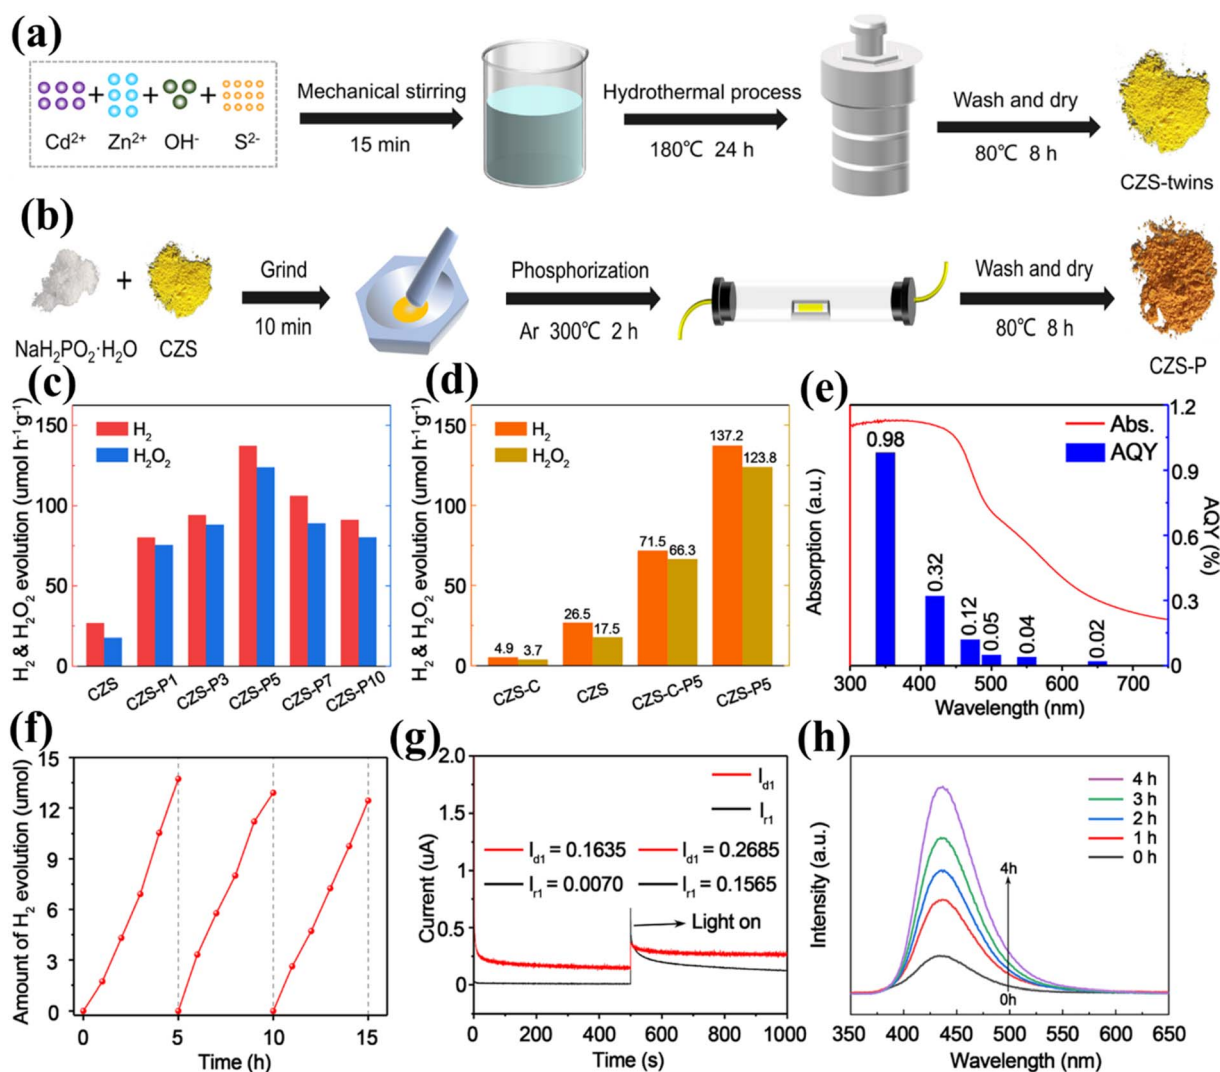 (a)
Cd²⁺ + Zn²⁺ + OH⁻ + S²⁻
Mechanical stirring
15 min
Hydrothermal process
180℃ 24 h
Wash and dry
80℃ 8 h
CZS-twins
(b)
NaH₂PO₂·H₂O + CZS
Grind
10 min
Phosphorization
Ar 300℃ 2 h
Wash and dry
80℃ 8 h
CZS-P
(c)
H₂ & H₂O₂ evolution (umol h⁻¹ g⁻¹)
150
100
50
0
H₂
H₂O₂
CZS CZS-P1 CZS-P3 CZS-P5 CZS-P7 CZS-P10
(d)
H₂ & H₂O₂ evolution (umol h⁻¹ g⁻¹)
150
100
50
0
H₂
H₂O₂
4.9 3.7 26.5 17.5 71.5 66.3 137.2 123.8
CZS-C CZS CZS-C-P5 CZS-P5
(e)
Absorption (a.u.)
Abs.
AQY
0.98 0.32 0.12 0.05 0.04 0.02
1.2
0.9
0.6
0.3
0
AQY (%)
300 400 500 600 700
Wavelength (nm)
(f)
Amount of H₂ evolution (umol)
15
12
9
6
3
0
0 5 10 15
Time (h)
(g)
Current (uA)
2.0
1.5
1
0.5
0
I_d1
I_r1
I_d1 = 0.1635 I_d1 = 0.2685
I_r1 = 0.0070 I_r1 = 0.1565
Light on
0 200 400 600 800 1000
Time (s)
(h)
Intensity (a.u.)
4 h
3 h
2 h
1 h
0 h
4h
0h
350 400 450 500 550 600 650
Wavelength (nm)